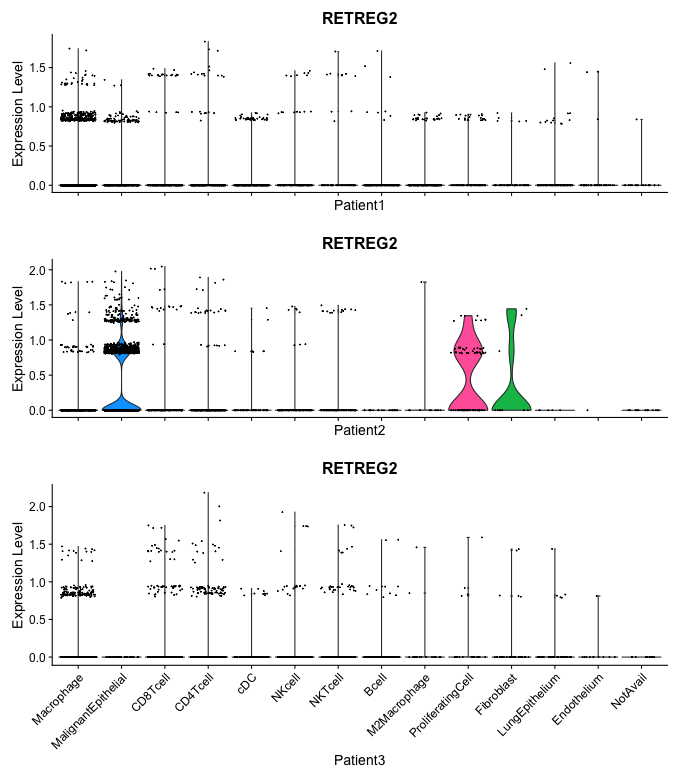 RETREG2
Expression Level
1.5
1.0
0.5
0.0
Patient1
RETREG2
Expression Level
2.0
1.5
1.0
0.5
0.0
Patient2
RETREG2
Expression Level
2.0
1.5
1.0
0.5
0.0
Macrophage
MalignantEpithelial
CD8Tcell
CD4Tcell
cDC
NKcell
NKTcell
Bcell
M2Macrophage
ProliferatingCell
Fibroblast
LungEpithelium
Endothelium
NotAvail
Patient3